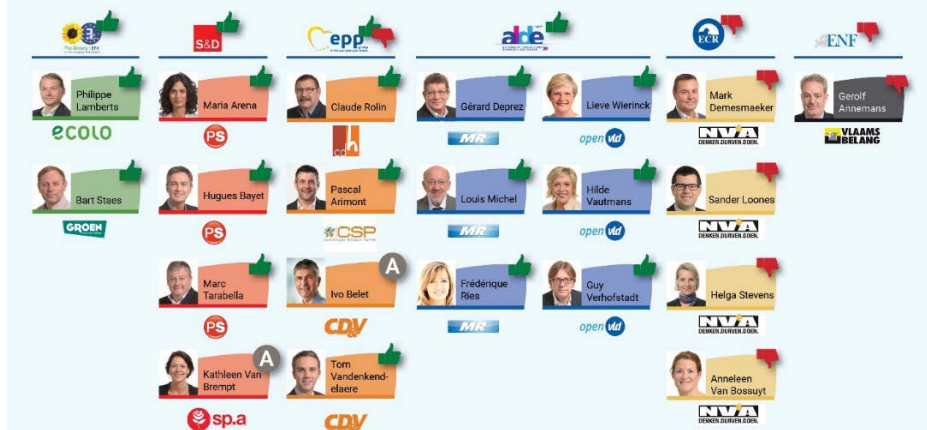 The Greens | EFA
S&D
epp
alde
ECR
ENF
Philippe
Lamberts
Maria Arena
Claude Rolin
Gérard Deprez
Lieve Wierinck
Mark
Demesmaeker
Gerolf
Annemans
ecolo
PS
cdh
MR
open vld
N-VA
DENKEN.DURVEN.DOEN.
VLAAMS
BELANG
Bart Staes
Hugues Bayet
Pascal
Arimont
Louis Michel
Hilde
Vautmans
Sander Loones
GROEN
PS
CSP
MR
open vld
N-VA
DENKEN.DURVEN.DOEN.
Marc
Tarabella
A
Ivo Belet
Frédérique
Ries
Guy
Verhofstadt
Helga Stevens
PS
CD&V
MR
open vld
N-VA
DENKEN.DURVEN.DOEN.
A
Kathleen Van
Brempt
Tom
Vandenkend-
elaere
Anneleen
Van Bossuyt
sp.a
CD&V
N-VA
DENKEN.DURVEN.DOEN.